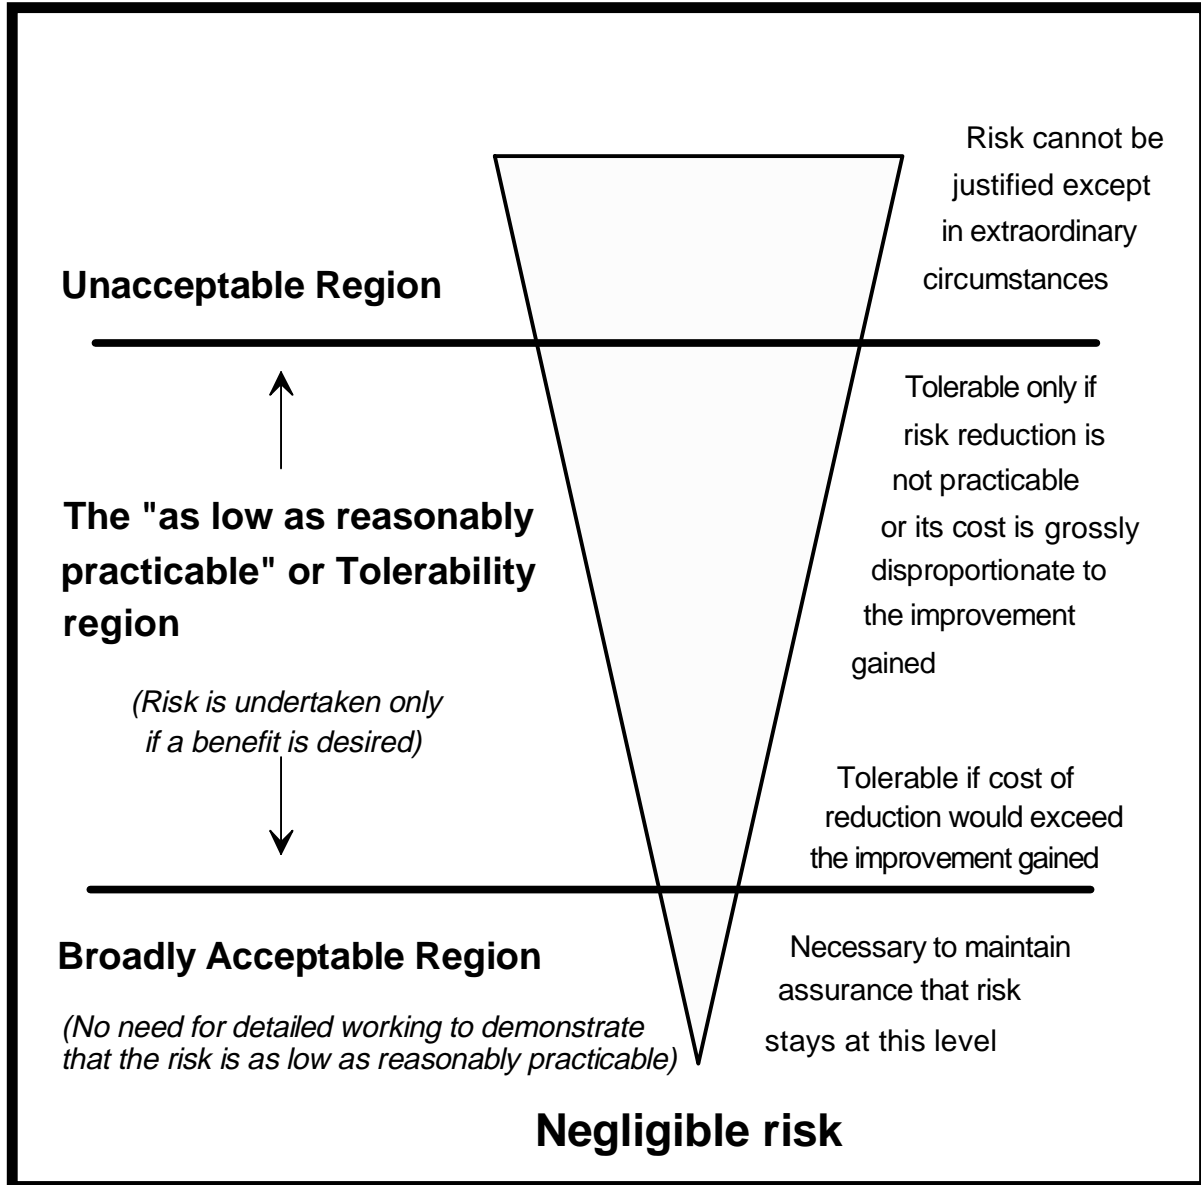 Risk cannot be
justified except
in extraordinary
circumstances
Unacceptable Region
Tolerable only if
risk reduction is
not practicable
or its cost is grossly
disproportionate to
the improvement
gained
The "as low as reasonably
practicable" or Tolerability
region
(Risk is undertaken only
if a benefit is desired)
Tolerable if cost of
reduction would exceed
the improvement gained
Broadly Acceptable Region
(No need for detailed working to demonstrate
that the risk is as low as reasonably practicable)
Necessary to maintain
assurance that risk
stays at this level
Negligible risk